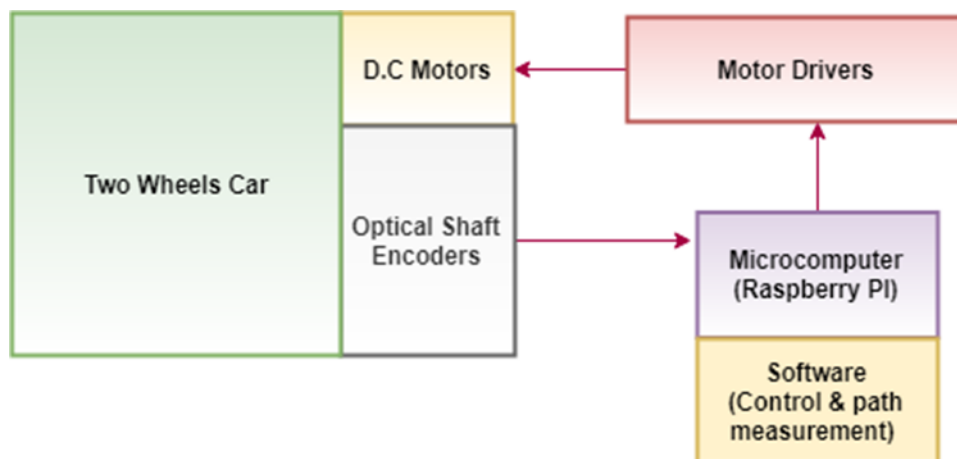 D.C Motors
Motor Drivers
Two Wheels Car
Optical Shaft
Encoders
Microcomputer
(Raspberry PI)
Software
(Control & path
measurement)